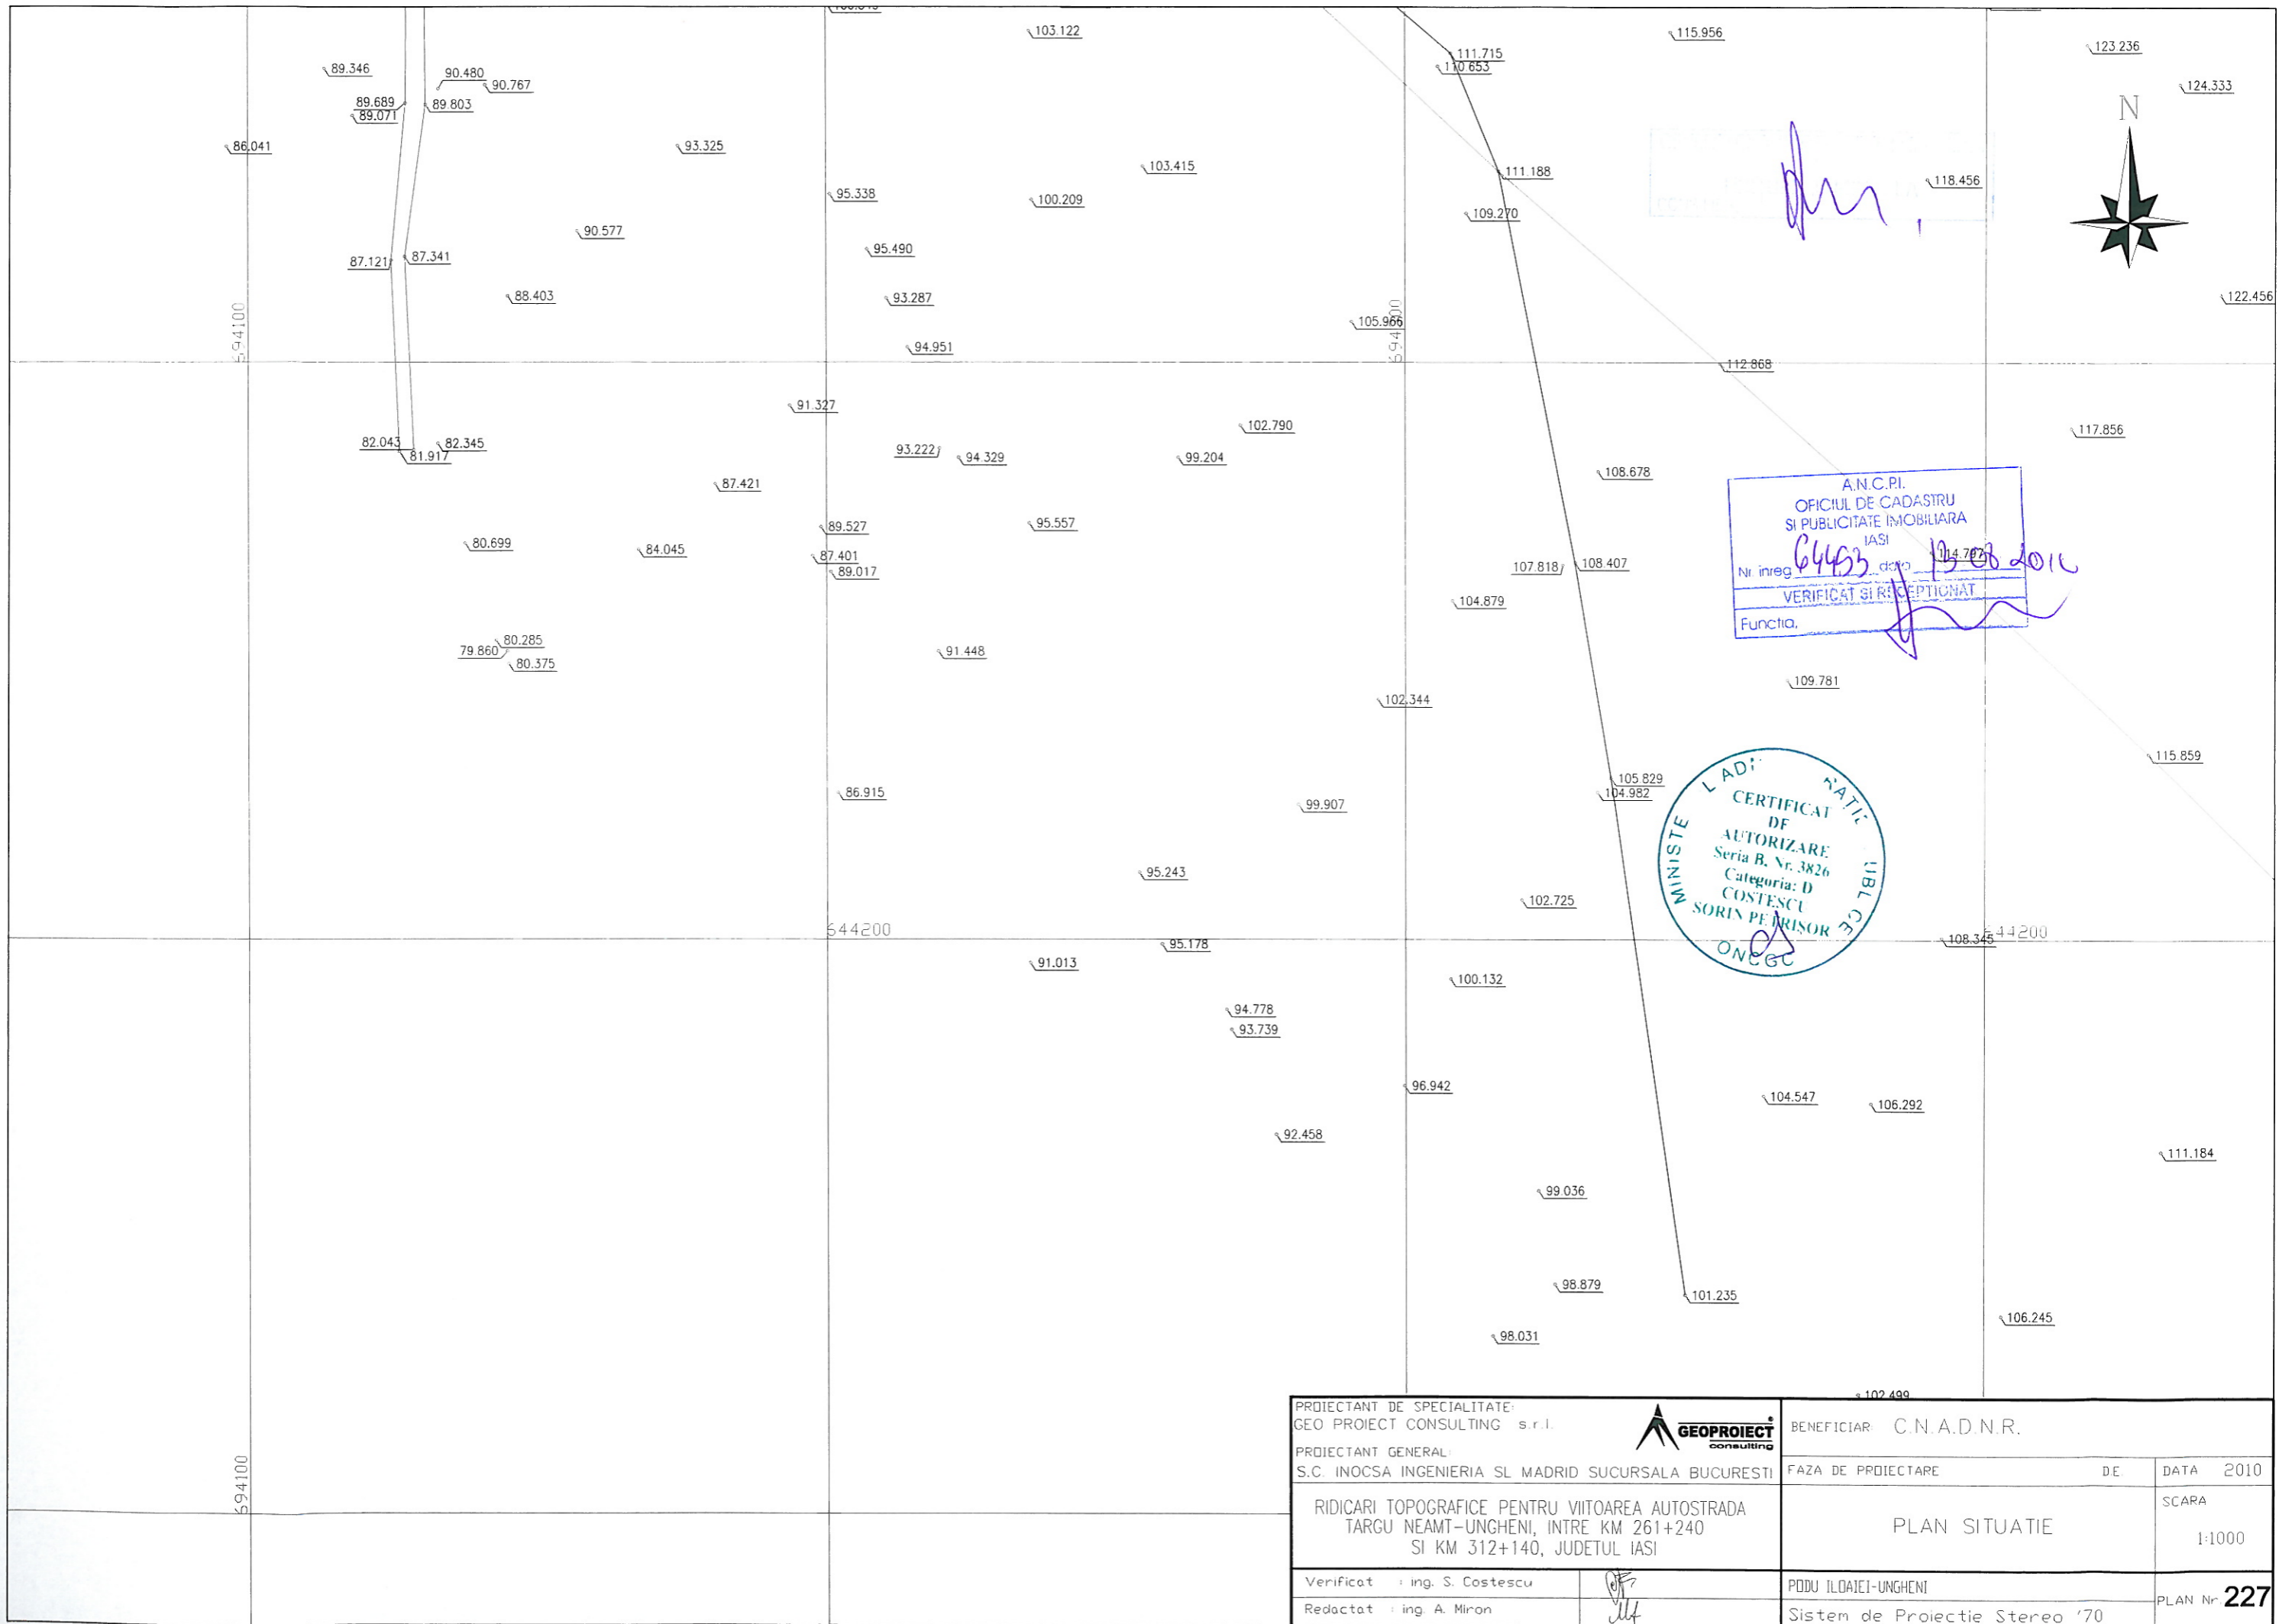 103.122
115.956
123.236
111.715
110.653
89.346
90.480
90.767
124.333
89.689
89.803
89.071
N
86.041
93.325
103.415
111.188
118.456
95.338
100.209
109.270
90.577
95.490
87.121
87.341
88.403
93.287
122.456
694100
105.966
94.951
112.868
91.327
102.790
117.856
82.043
82.345
81.917
93.222
94.329
99.204
108.678
87.421
A.N.C.P.I.
OFICIUL DE CADASTRU
SI PUBLICITATE IMOBILIARA
IASI
89.527
95.557
80.699
84.045
87.401
89.017
107.818
108.407
114.797
Nr. inreg 64453 data
VERIFICAT SI RECEPTIONAT
Functia,
104.879
80.285
79.860
80.375
91.448
109.781
102.344
115.859
105.829
104.982
86.915
99.907
CERTIFICAT
DE
AUTORIZARE
Seria B, Nr. 3826
Categoria: D
COSTESCU
SORIN PETRISOR
ONCGC
95.243
102.725
644200
95.178
108.345
644200
91.013
100.132
94.778
93.739
96.942
104.547
106.292
92.458
111.184
99.036
98.879
101.235
106.245
98.031
102.499
694100
PROIECTANT DE SPECIALITATE:
GEO PROIECT CONSULTING s.r.l.
GEOPROIECT
consulting
PROIECTANT GENERAL:
S.C. INOCSA INGENIERIA SL MADRID SUCURSALA BUCURESTI
BENEFICIAR: C.N.A.D.N.R.
FAZA DE PROIECTARE D.E.
DATA 2010
RIDICARI TOPOGRAFICE PENTRU VIITOAREA AUTOSTRADA
TARGU NEAMT-UNGHENI, INTRE KM 261+240
SI KM 312+140, JUDETUL IASI
PLAN SITUATIE
SCARA
1:1000
Verificat : ing. S. Costescu
Redactat : ing. A. Miron
PODU ILOAIEI-UNGHENI
Sistem de Proiectie Stereo '70
PLAN Nr. 227